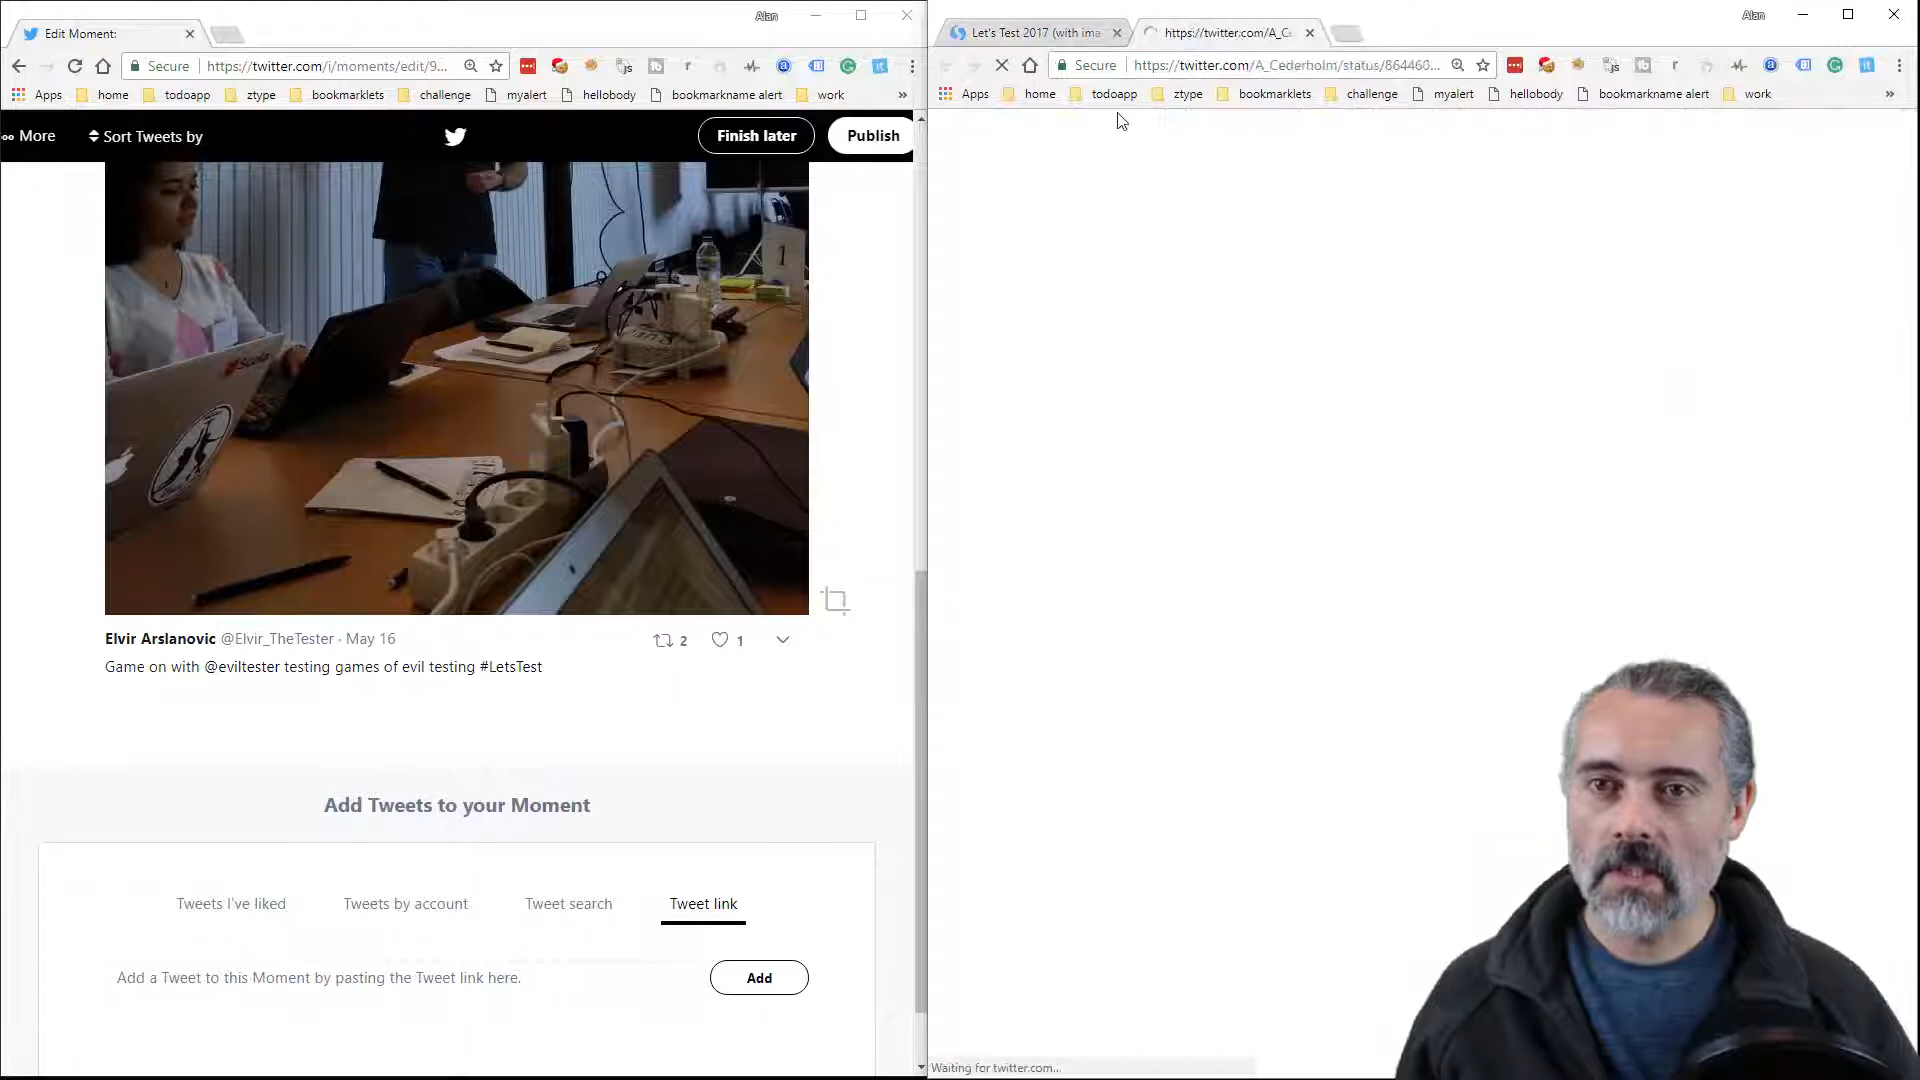 Alan
Edit Moment:
Secure
https://twitter.com/i/moments/edit/9...
Apps
home
todoapp
ztype
bookmarklets
challenge
myalert
hellobody
bookmarkname alert
work
»
More
Sort Tweets by
Finish later
Publish
1
Elvir Arslanovic @Elvir_TheTester · May 16
2
1
Game on with @eviltester testing games of evil testing #LetsTest
Add Tweets to your Moment
Tweets I've liked
Tweets by account
Tweet search
Tweet link
Add a Tweet to this Moment by pasting the Tweet link here.
Add
Alan
Let's Test 2017 (with ima
https://twitter.com/A_C
Secure
https://twitter.com/A_Cederholm/status/864460...
Apps
home
todoapp
ztype
bookmarklets
challenge
myalert
hellobody
bookmarkname alert
work
»
Waiting for twitter.com...